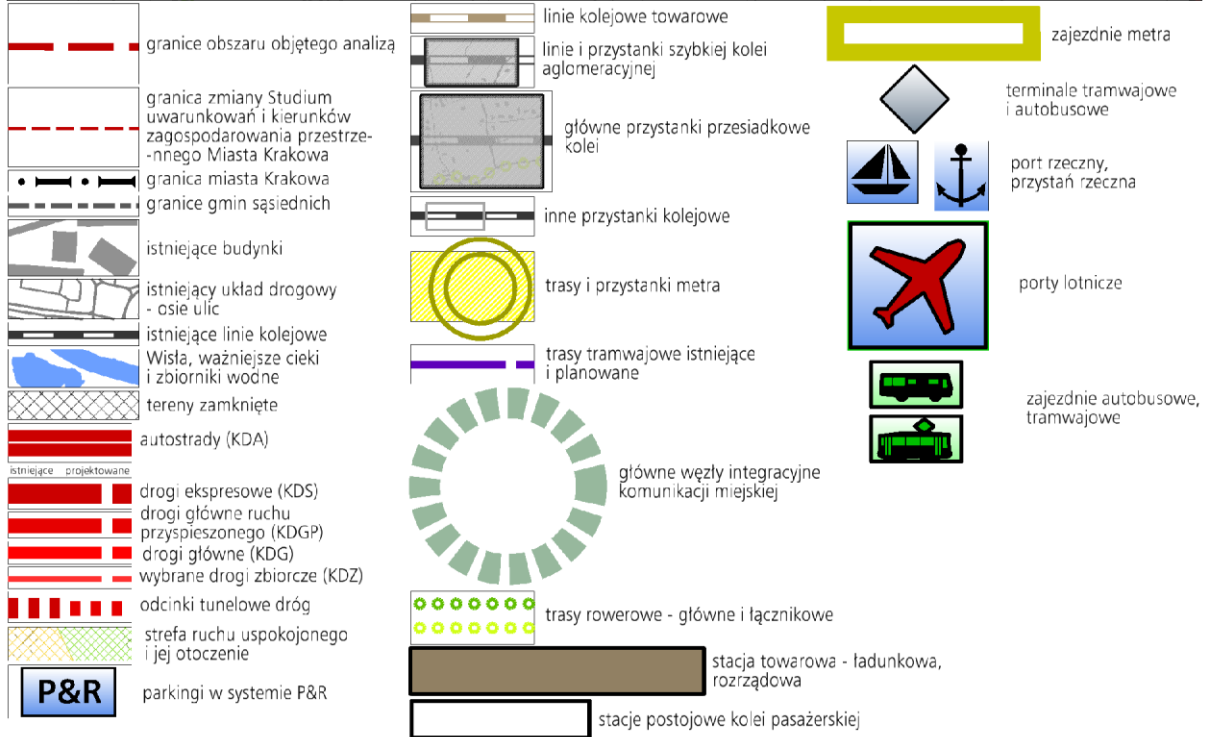 granice obszaru objętego analizą
granica zmiany Studium
uwarunkowań i kierunków
zagospodarowania przestrze-
-nnego Miasta Krakowa
granica miasta Krakowa
granice gmin sąsiednich
istniejące budynki
istniejący układ drogowy
- osie ulic
istniejące linie kolejowe
Wisła, ważniejsze cieki
i zbiorniki wodne
tereny zamknięte
autostrady (KDA)
istniejące projektowane
drogi ekspresowe (KDS)
drogi główne ruchu
przyspieszonego (KDGP)
drogi główne (KDG)
wybrane drogi zbiorcze (KDZ)
odcinki tunelowe dróg
strefa ruchu uspokojonego
i jej otoczenie
P&R
parkingi w systemie P&R
linie kolejowe towarowe
linie i przystanki szybkiej kolei
aglomeracyjnej
główne przystanki przesiadkowe
kolei
inne przystanki kolejowe
trasy i przystanki metra
trasy tramwajowe istniejące
i planowane
główne węzły integracyjne
komunikacji miejskiej
trasy rowerowe - główne i łącznikowe
stacja towarowa - ładunkowa,
rozrządowa
stacje postojowe kolei pasażerskiej
zajezdnie metra
terminale tramwajowe
i autobusowe
port rzeczny,
przystań rzeczna
porty lotnicze
zajezdnie autobusowe,
tramwajowe